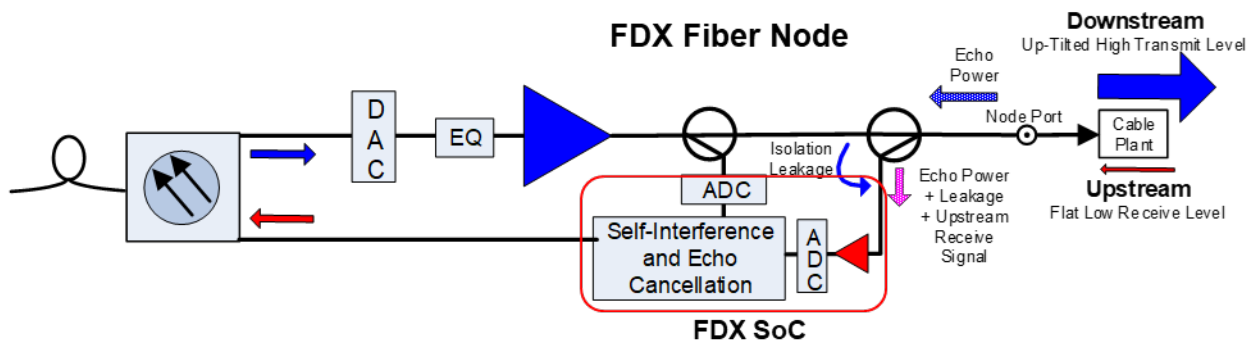 FDX Fiber Node
Downstream
Up-Tilted High Transmit Level
Echo
Power
D
A
C
EQ
Node Port
Cable
Plant
Isolation
Leakage
ADC
Echo Power
+ Leakage
+ Upstream
Receive
Signal
Upstream
Flat Low Receive Level
Self-Interference
and Echo
Cancellation
A
D
C
FDX SoC